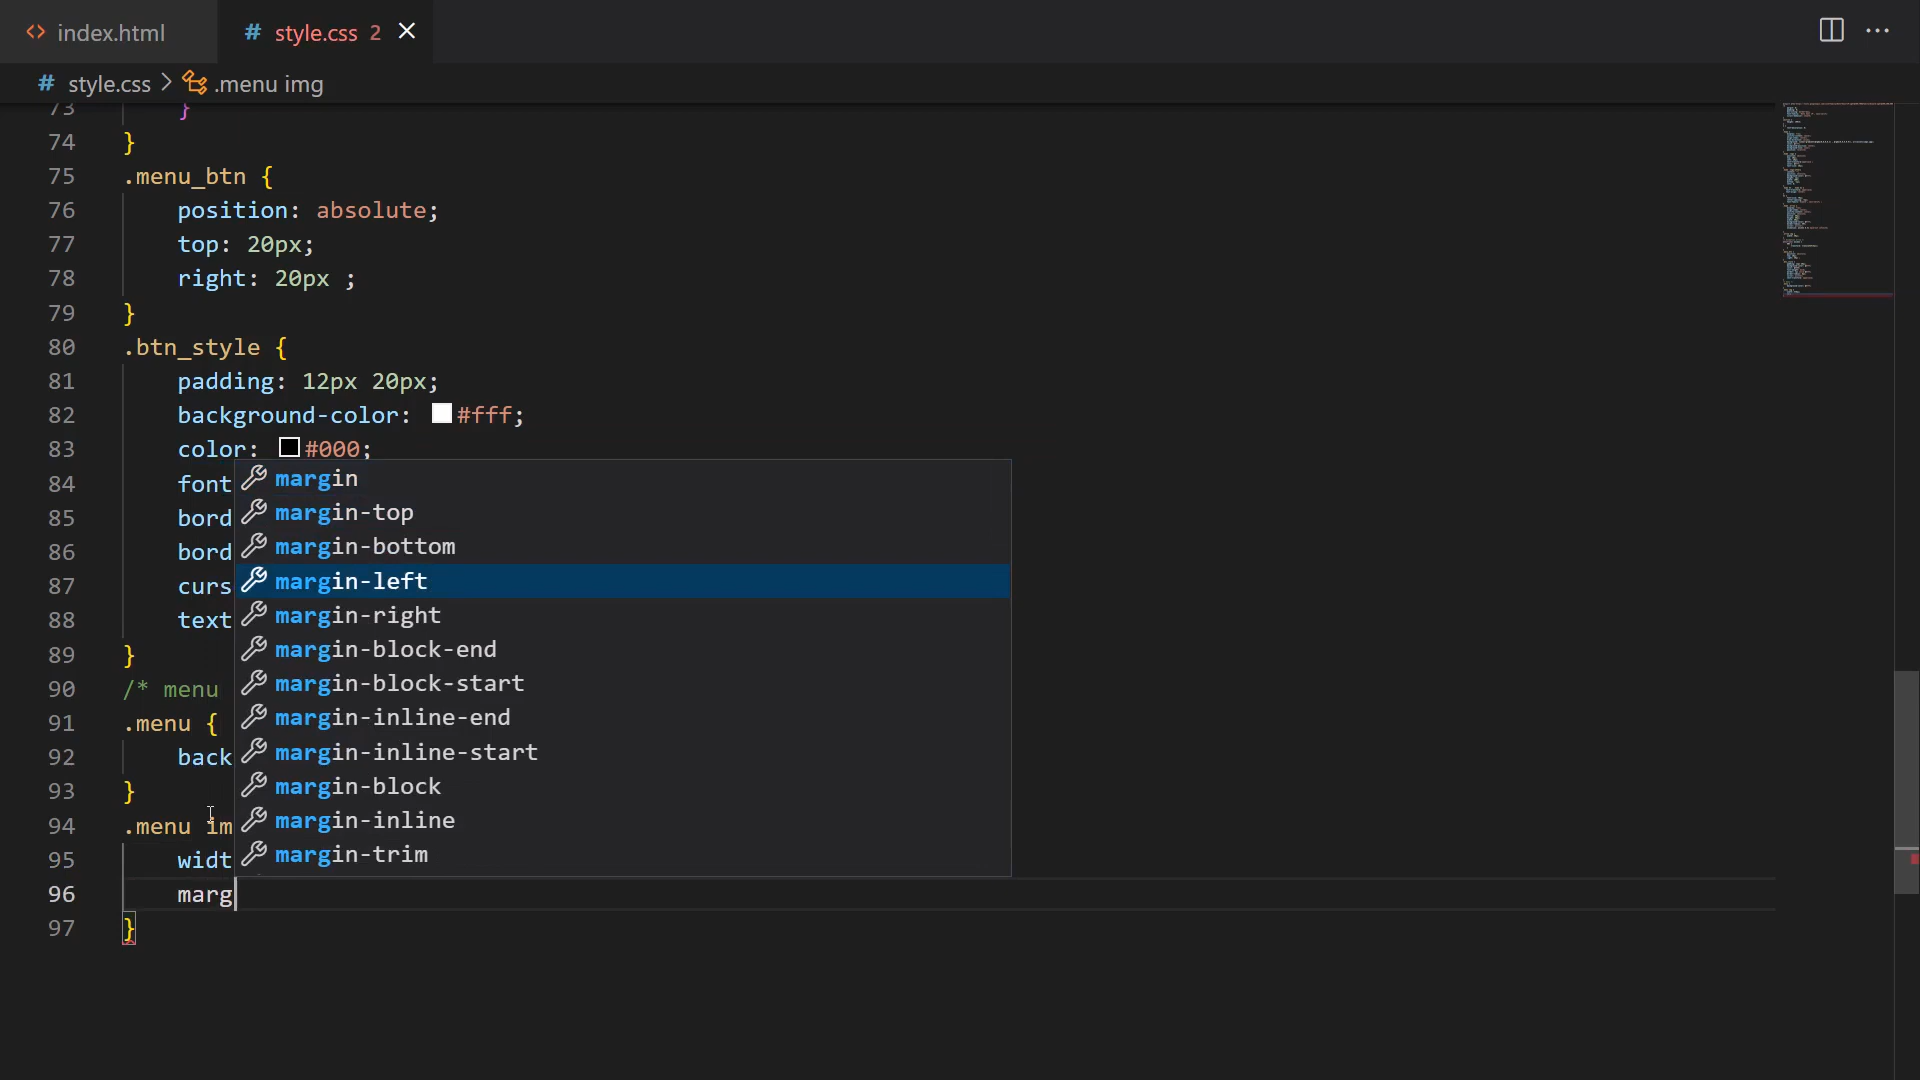 index.html
style.css 2
style.css > .menu img
73 }
74 }
75 .menu_btn {
76 position: absolute;
77 top: 20px;
78 right: 20px ;
79 }
80 .btn_style {
81 padding: 12px 20px;
82 background-color: #fff;
83 color: #000;
84 font
85 bord
86 bord
87 curs
88 text
89 }
90 /* menu
91 .menu {
92 back
93 }
94 .menu im
95 widt
96 marg
97 }
margin
margin-top
margin-bottom
margin-left
margin-right
margin-block-end
margin-block-start
margin-inline-end
margin-inline-start
margin-block
margin-inline
margin-trim